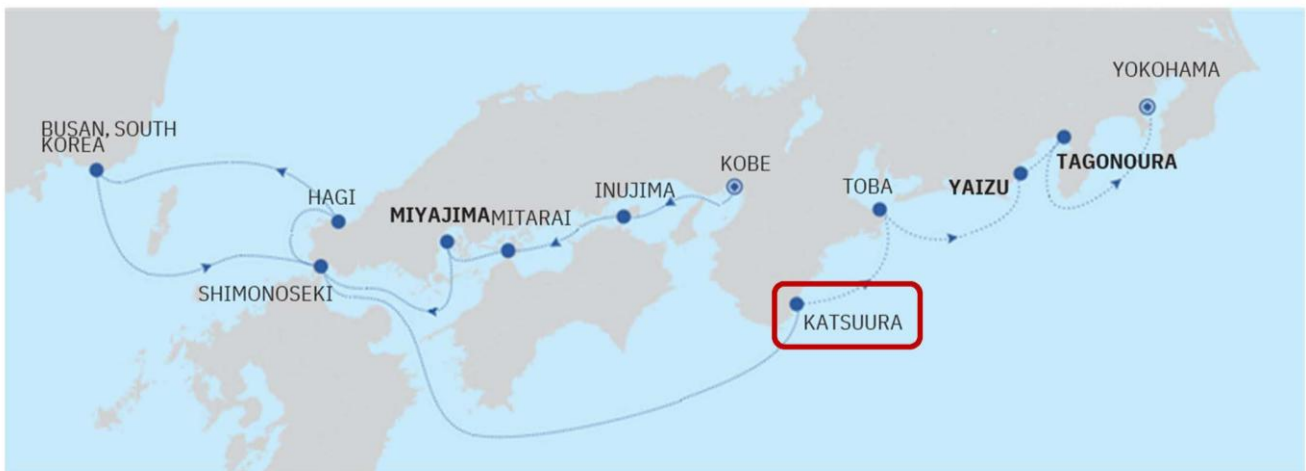 YOKOHAMA
BUSAN, SOUTH
KOREA
TAGONOURA
KOBE
HAGI
INUJIMA
TOBA
YAIZU
MIYAJIMA
MITARAI
SHIMONOSEKI
KATSUURA